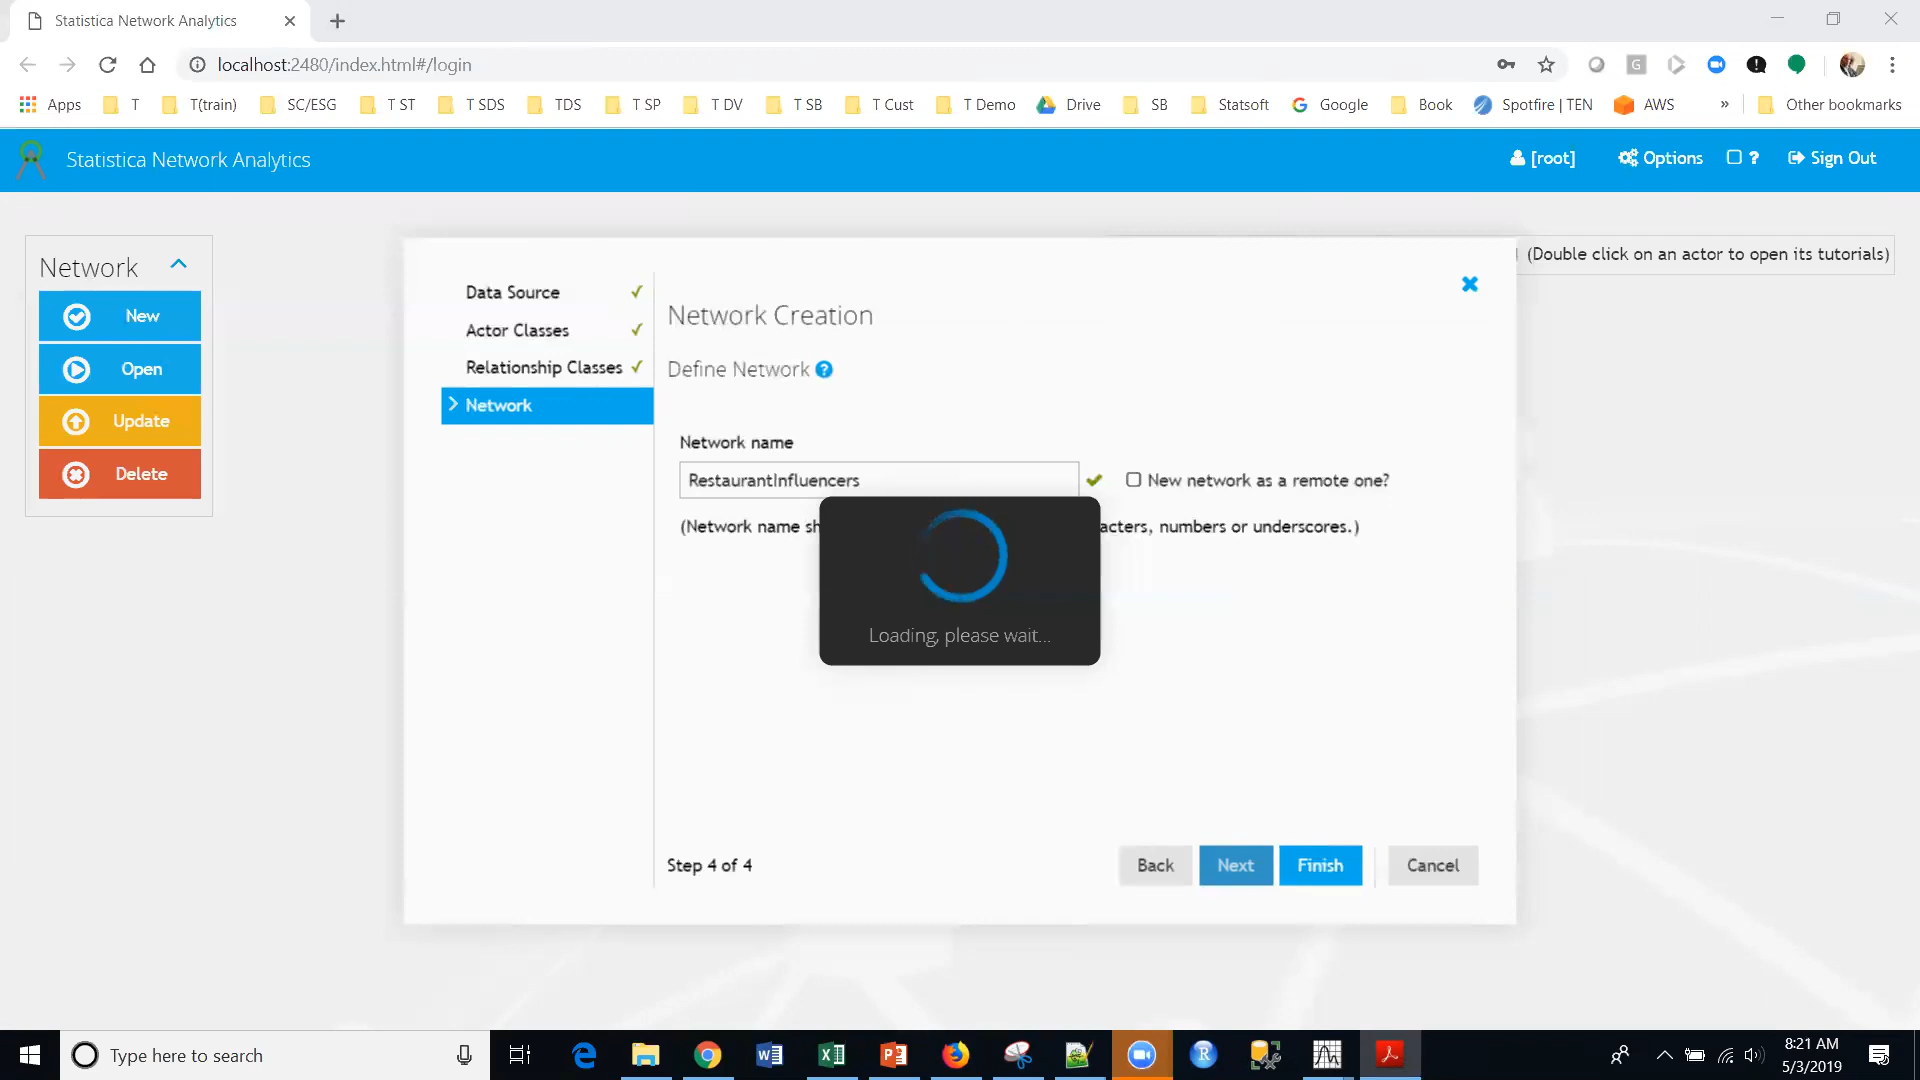 Statistica Network Analytics
localhost:2480/index.html#/login
Apps T T(train) SC/ESG T ST T SDS TDS T SP T DV T SB T Cust T Demo Drive SB Statsoft Google Book Spotfire | TEN AWS » Other bookmarks
Statistica Network Analytics [root] Options ? Sign Out
(Double click on an actor to open its tutorials)
Network
New
Open
Update
Delete
Data Source
Actor Classes
Relationship Classes
Network
Network Creation
Define Network ?
Network name
RestaurantInfluencers
New network as a remote one?
(Network name sh acters, numbers or underscores.)
Loading, please wait...
Step 4 of 4
Back Next Finish Cancel
Type here to search
8:21 AM
5/3/2019